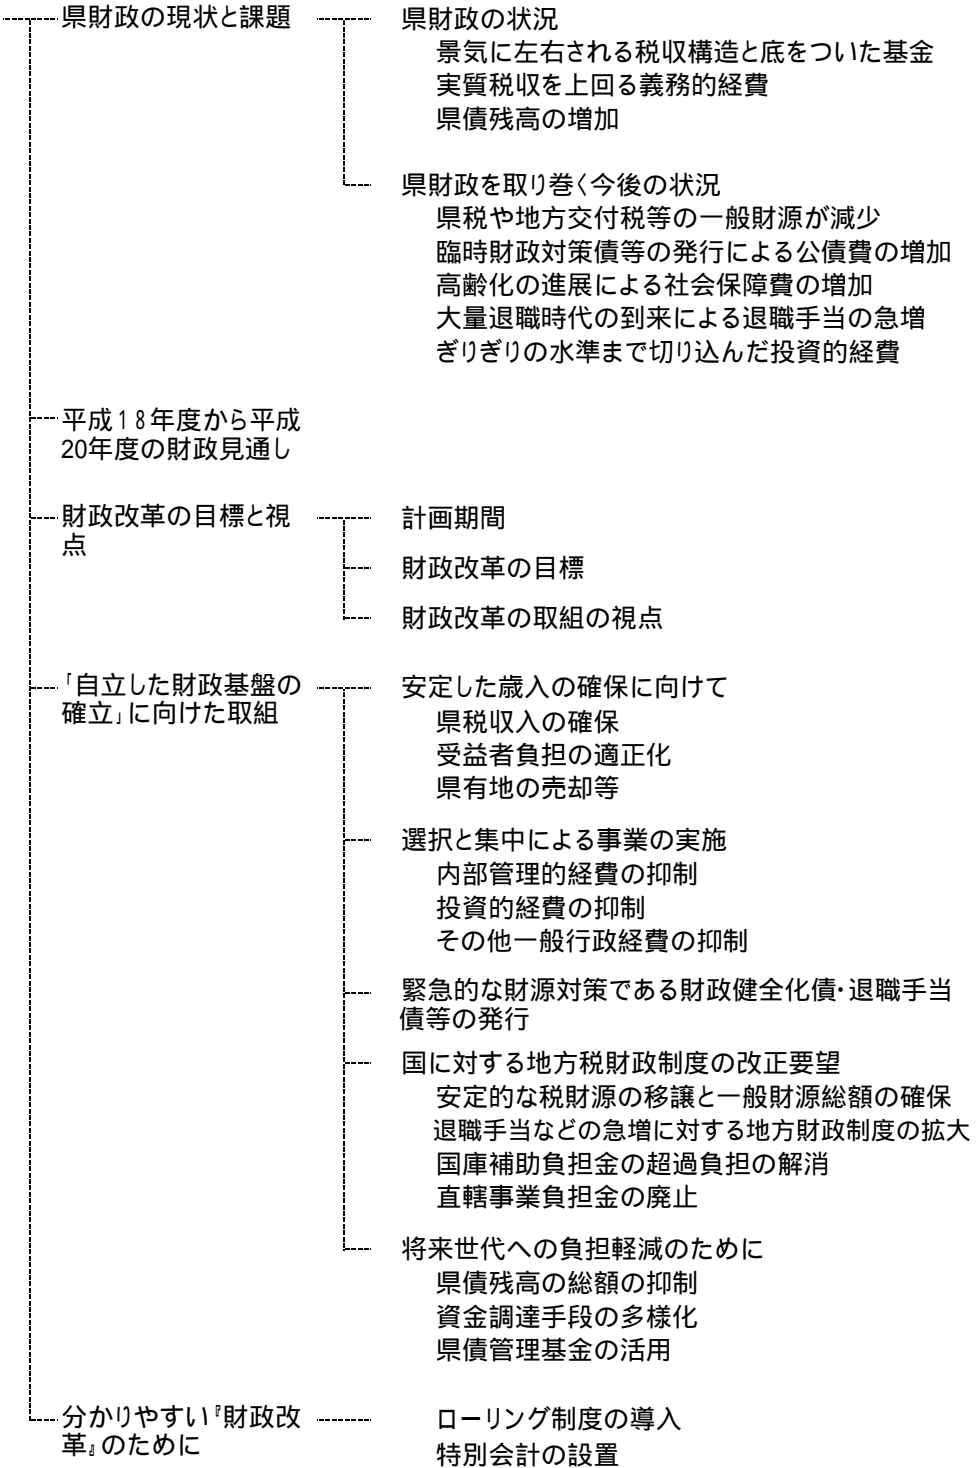 県財政の現状と課題
県財政の状況
景気に左右される税収構造と底をついた基金
実質税収を上回る義務的経費
県債残高の増加
県財政を取り巻く今後の状況
県税や地方交付税等の一般財源が減少
臨時財政対策債等の発行による公債費の増加
高齢化の進展による社会保障費の増加
大量退職時代の到来による退職手当の急増
ぎりぎりの水準まで切り込んだ投資的経費
平成18年度から平成
20年度の財政見通し
財政改革の目標と視
点
計画期間
財政改革の目標
財政改革の取組の視点
「自立した財政基盤の
確立」に向けた取組
安定した歳入の確保に向けて
県税収入の確保
受益者負担の適正化
県有地の売却等
選択と集中による事業の実施
内部管理的経費の抑制
投資的経費の抑制
その他一般行政経費の抑制
緊急的な財源対策である財政健全化債・退職手当
債等の発行
国に対する地方税財政制度の改正要望
安定的な税財源の移譲と一般財源総額の確保
退職手当などの急増に対する地方財政制度の拡大
国庫補助負担金の超過負担の解消
直轄事業負担金の廃止
将来世代への負担軽減のために
県債残高の総額の抑制
資金調達手段の多様化
県債管理基金の活用
分かりやすい『財政改
革』のために
ローリング制度の導入
特別会計の設置